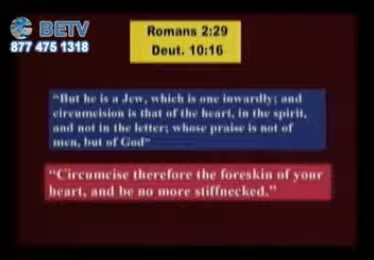 BETV
877 475 1318
Romans 2:29
Deut. 10:16
"But he is a Jew, which is one inwardly; and
circumcision is that of the heart, in the spirit,
and not in the letter; whose praise is not of
men, but of God"
"Circumcise therefore the foreskin of your
heart, and be no more stiffnecked."